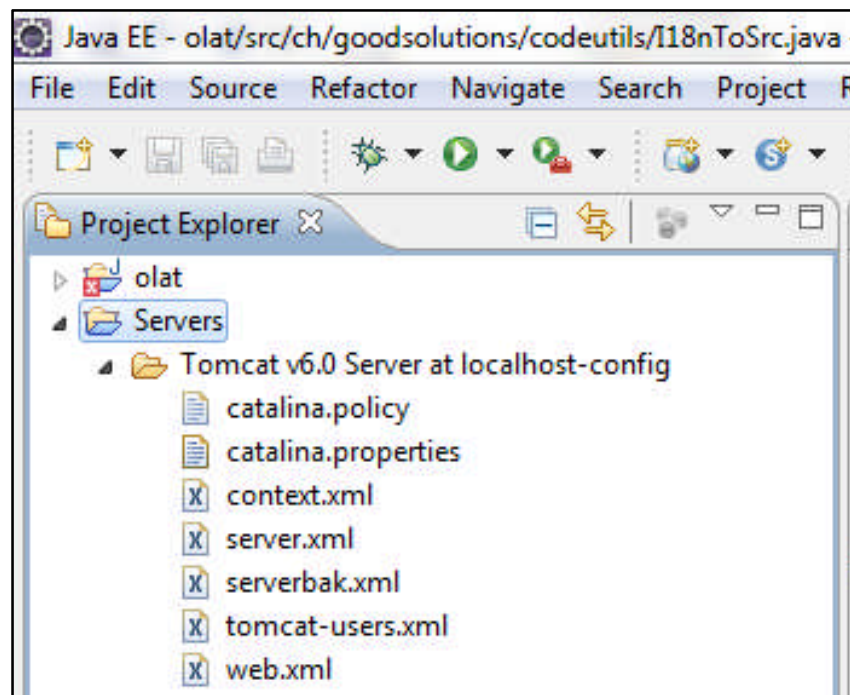 Java EE - olat/src/ch/goodsolutions/codeutils/I18nToSrc.java -
File Edit Source Refactor Navigate Search Project
Project Explorer
olat
Servers
Tomcat v6.0 Server at localhost-config
catalina.policy
catalina.properties
context.xml
server.xml
serverbak.xml
tomcat-users.xml
web.xml